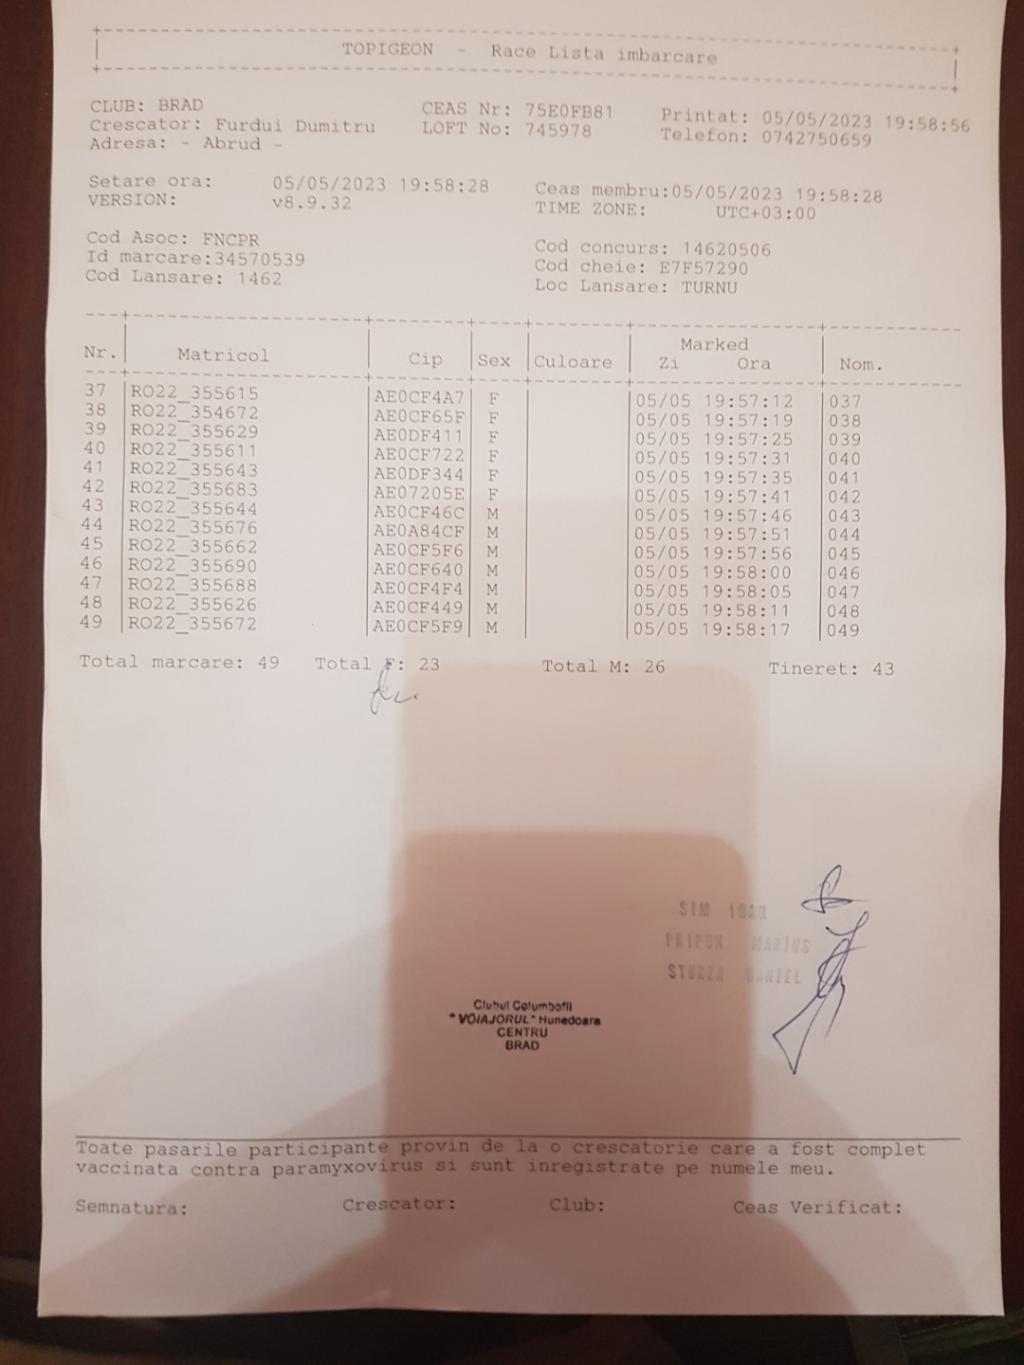 TOPIGEON - Race Lista imbarcare
CLUB: BRAD CEAS Nr: 75E0FB81 Printat: 05/05/2023 19:58:56
Crescator: Furdui Dumitru LOFT No: 745978 Telefon: 0742750659
Adresa: - Abrud -
Setare ora: 05/05/2023 19:58:28 Ceas membru:05/05/2023 19:58:28
VERSION: v8.9.32 TIME ZONE: UTC+03:00
Cod Asoc: FNCPR Cod concurs: 14620506
Id marcare:34570539 Cod cheie: E7F57290
Cod Lansare: 1462 Loc Lansare: TURNU
Marked
Nr. Matricol Cip Sex Culoare Zi Ora Nom.
37 RO22_355615 AE0CF4A7 F 05/05 19:57:12 037
38 RO22_354672 AE0CF65F F 05/05 19:57:19 038
39 RO22_355629 AE0DF411 F 05/05 19:57:25 039
40 RO22_355611 AE0CF722 F 05/05 19:57:31 040
41 RO22_355643 AE0DF344 F 05/05 19:57:35 041
42 RO22_355683 AE07205E F 05/05 19:57:41 042
43 RO22_355644 AE0CF46C M 05/05 19:57:46 043
44 RO22_355676 AE0A84CF M 05/05 19:57:51 044
45 RO22_355662 AE0CF5F6 M 05/05 19:57:56 045
46 RO22_355690 AE0CF640 M 05/05 19:58:00 046
47 RO22_355688 AE0CF4F4 M 05/05 19:58:05 047
48 RO22_355626 AE0CF449 M 05/05 19:58:11 048
49 RO22_355672 AE0CF5F9 M 05/05 19:58:17 049
Total marcare: 49 Total F: 23 Total M: 26 Tineret: 43
SIM IOAN
PRIPON MARIUS
STURZA DANIEL
Clubul Columbofil
"VOIAJORUL" Hunedoara
CENTRU
BRAD
Toate pasarile participante provin de la o crescatorie care a fost complet
vaccinata contra paramyxovirus si sunt inregistrate pe numele meu.
Semnatura: Crescator: Club: Ceas Verificat: